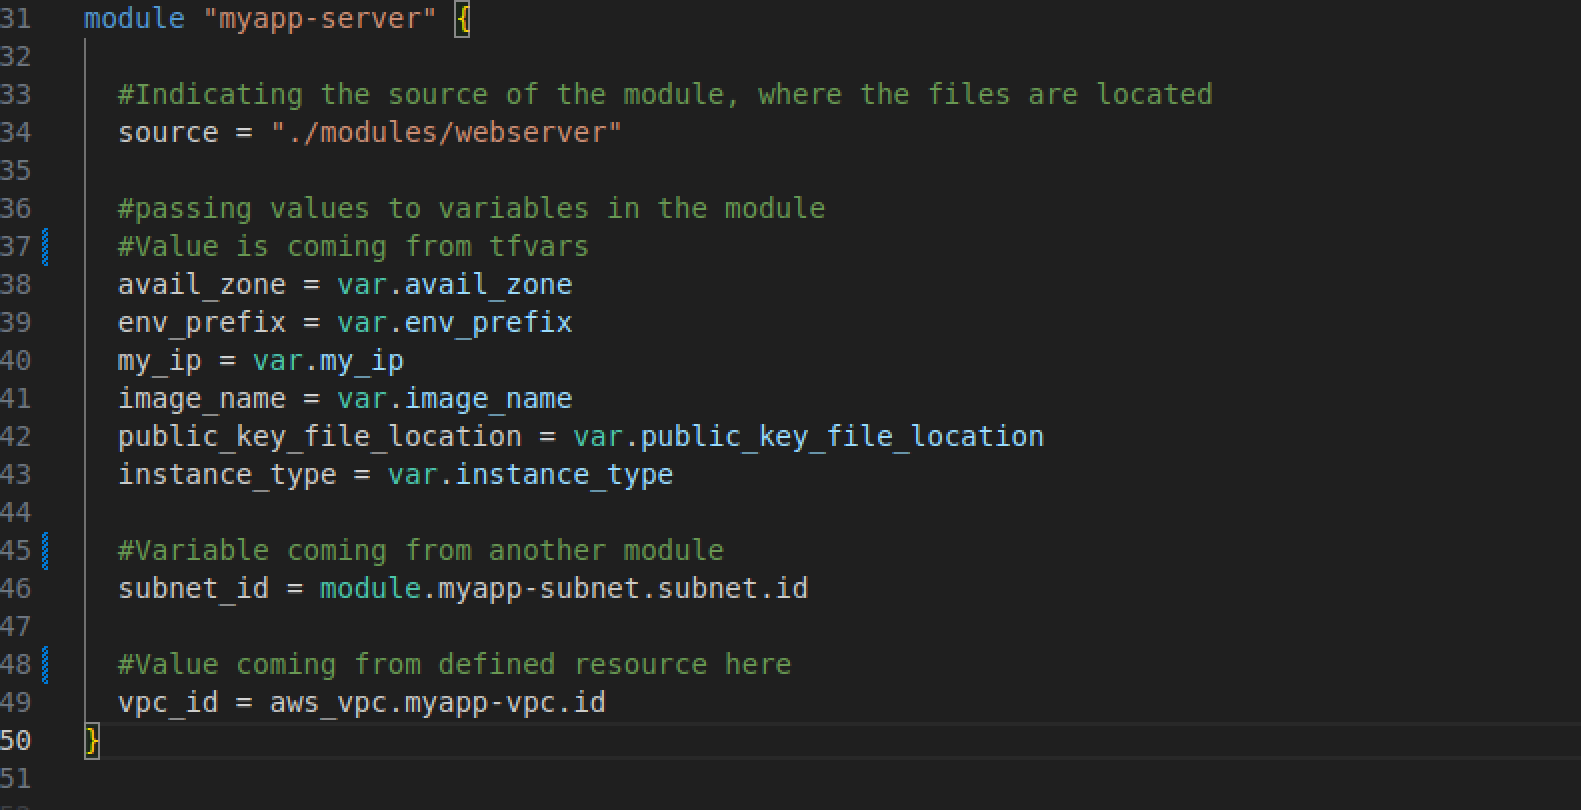 31 module "myapp-server" {
32
33 #Indicating the source of the module, where the files are located
34 source = "./modules/webserver"
35
36 #passing values to variables in the module
37 #Value is coming from tfvars
38 avail_zone = var.avail_zone
39 env_prefix = var.env_prefix
40 my_ip = var.my_ip
41 image_name = var.image_name
42 public_key_file_location = var.public_key_file_location
43 instance_type = var.instance_type
44
45 #Variable coming from another module
46 subnet_id = module.myapp-subnet.subnet.id
47
48 #Value coming from defined resource here
49 vpc_id = aws_vpc.myapp-vpc.id
50 }
51